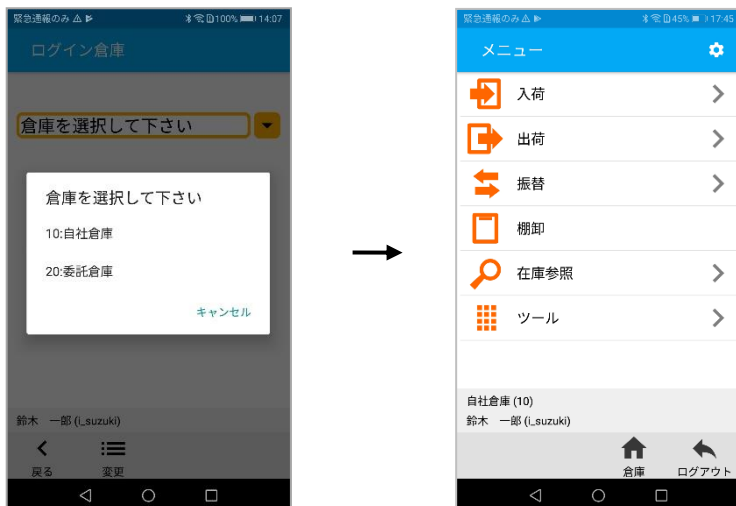 緊急通報のみ 100% 14:07
ログイン倉庫
倉庫を選択して下さい
倉庫を選択して下さい
10:自社倉庫
20:委託倉庫
キャンセル
鈴木　一郎 (i_suzuki)
戻る 変更
緊急通報のみ 45% 17:45
メニュー
入荷
出荷
振替
棚卸
在庫参照
ツール
自社倉庫 (10)
鈴木　一郎 (i_suzuki)
倉庫 ログアウト